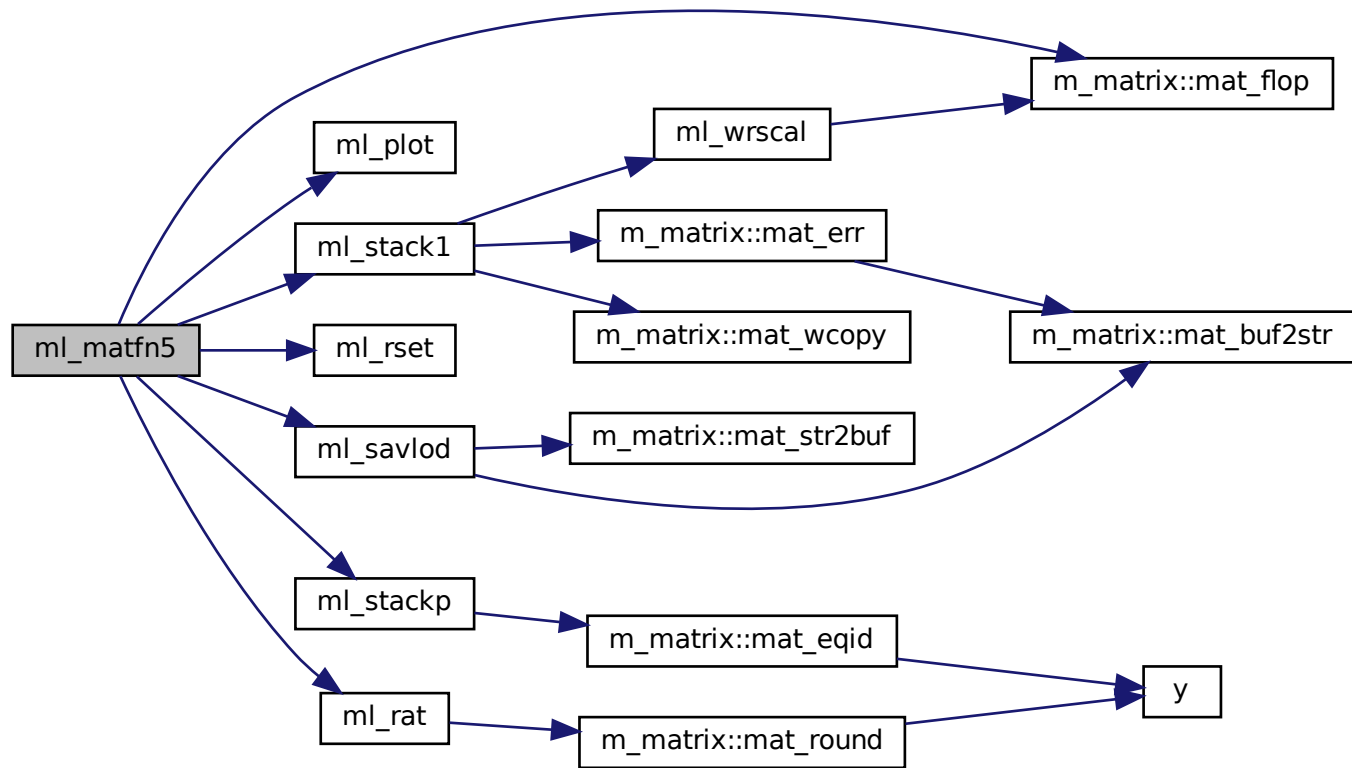 m_matrix::mat_flop
ml_plot
ml_wrscal
ml_stack1
m_matrix::mat_err
ml_matfn5
ml_rset
m_matrix::mat_wcopy
m_matrix::mat_buf2str
ml_savlod
m_matrix::mat_str2buf
ml_stackp
m_matrix::mat_eqid
y
ml_rat
m_matrix::mat_round